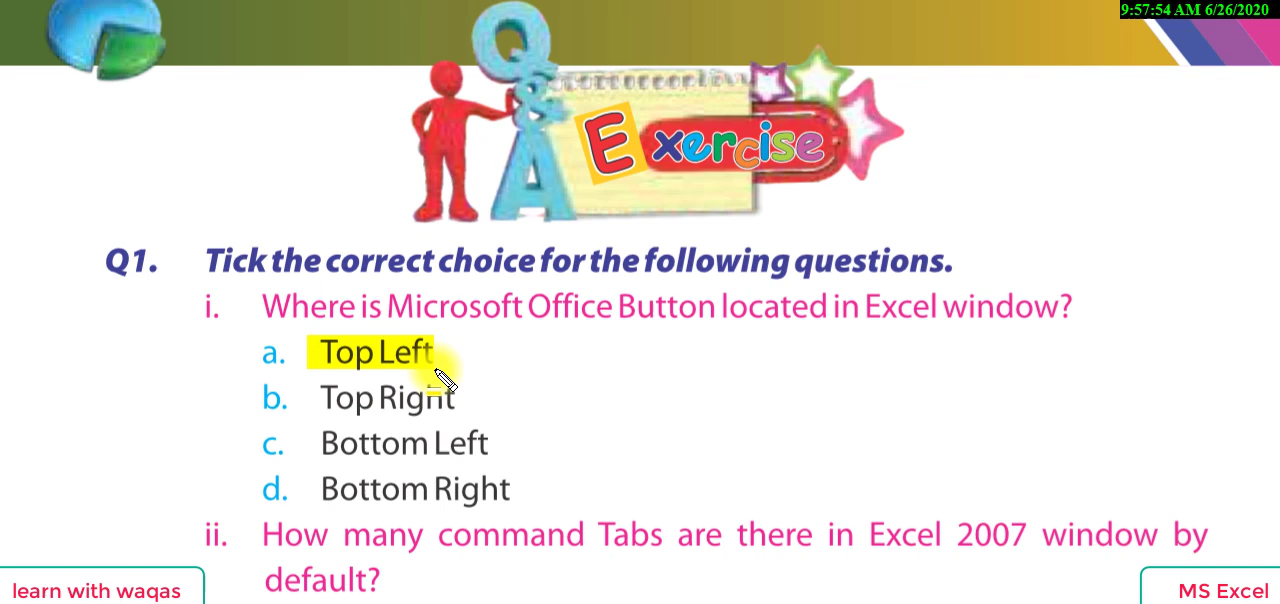 9:57:54 AM 6/26/2020
Q
&
A
Exercise
Q1. Tick the correct choice for the following questions.
i. Where is Microsoft Office Button located in Excel window?
a. Top Left
b. Top Right
c. Bottom Left
d. Bottom Right
ii. How many command Tabs are there in Excel 2007 window by
default?
learn with waqas
MS Excel